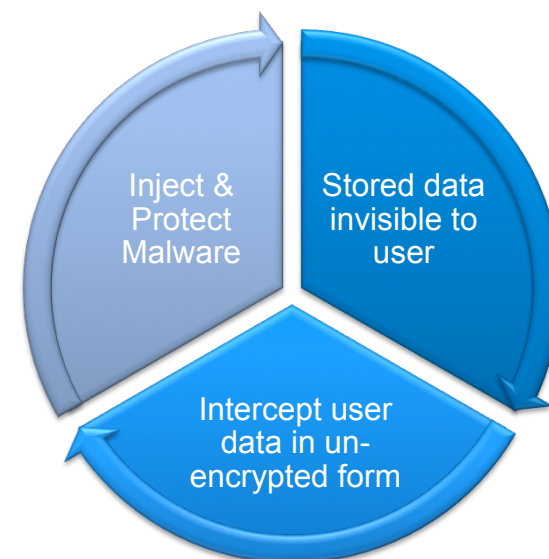 Inject &
Protect
Malware
Stored data
invisible to
user
Intercept user
data in un-
encrypted form